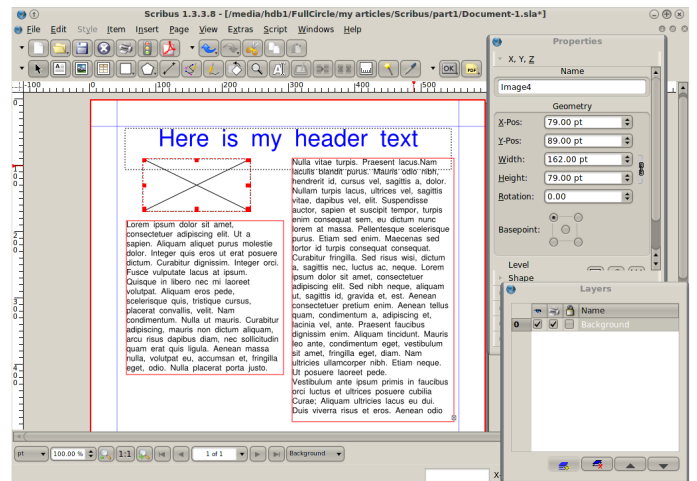 Scribus 1.3.3.8 - [/media/hdb1/FullCircle/my articles/Scribus/part1/Document-1.sla*]
File Edit Style Item Insert Page View Extras Script Windows Help
OK PDF
-100 0 100 200 300 400 500
0
0
200
300
400
Here is my header text
Lorem ipsum dolor sit amet,
consectetuer adipiscing elit. Ut a
sapien. Aliquam aliquet purus molestie
dolor. Integer quis eros ut erat posuere
dictum. Curabitur dignissim. Integer orci.
Fusce vulputate lacus at ipsum.
Quisque in libero nec mi laoreet
volutpat. Aliquam eros pede,
scelerisque quis, tristique cursus,
placerat convallis, velit. Nam
condimentum. Nulla ut mauris. Curabitur
adipiscing, mauris non dictum aliquam,
arcu risus dapibus diam, nec sollicitudin
quam erat quis ligula. Aenean massa
nulla, volutpat eu, accumsan et, fringilla
eget, odio. Nulla placerat porta justo.
Nulla vitae turpis. Praesent lacus.Nam
iaculis blandit purus. Mauris odio nibh,
hendrerit id, cursus vel, sagittis a, dolor.
Nullam turpis lacus, ultrices vel, sagittis
vitae, dapibus vel, elit. Suspendisse
auctor, sapien et suscipit tempor, turpis
enim consequat sem, eu dictum nunc
lorem at massa. Pellentesque scelerisque
purus. Etiam sed enim. Maecenas sed
tortor id turpis consequat consequat.
Curabitur fringilla. Sed risus wisi, dictum
a, sagittis nec, luctus ac, neque. Lorem
ipsum dolor sit amet, consectetuer
adipiscing elit. Sed nibh neque, aliquam
ut, sagittis id, gravida et, est. Aenean
consectetuer pretium enim. Aenean tellus
quam, condimentum a, adipiscing et,
lacinia vel, ante. Praesent faucibus
dignissim enim. Aliquam tincidunt. Mauris
leo ante, condimentum eget, vestibulum
sit amet, fringilla eget, diam. Nam
ultricies ullamcorper nibh. Etiam neque.
Ut posuere laoreet pede.
Vestibulum ante ipsum primis in faucibus
orci luctus et ultrices posuere cubilia
Curae; Aliquam ultricies lacus eu dui.
Duis viverra risus et eros. Aenean odio
Properties
X, Y, Z
Name
Image4
Geometry
X-Pos: 79.00 pt
Y-Pos: 89.00 pt
Width: 162.00 pt
Height: 79.00 pt
Rotation: 0.00
Basepoint:
Level
Shape
Layers
Name
0 Background
pt 100.00 % 1:1 1 of 1 Background
X-